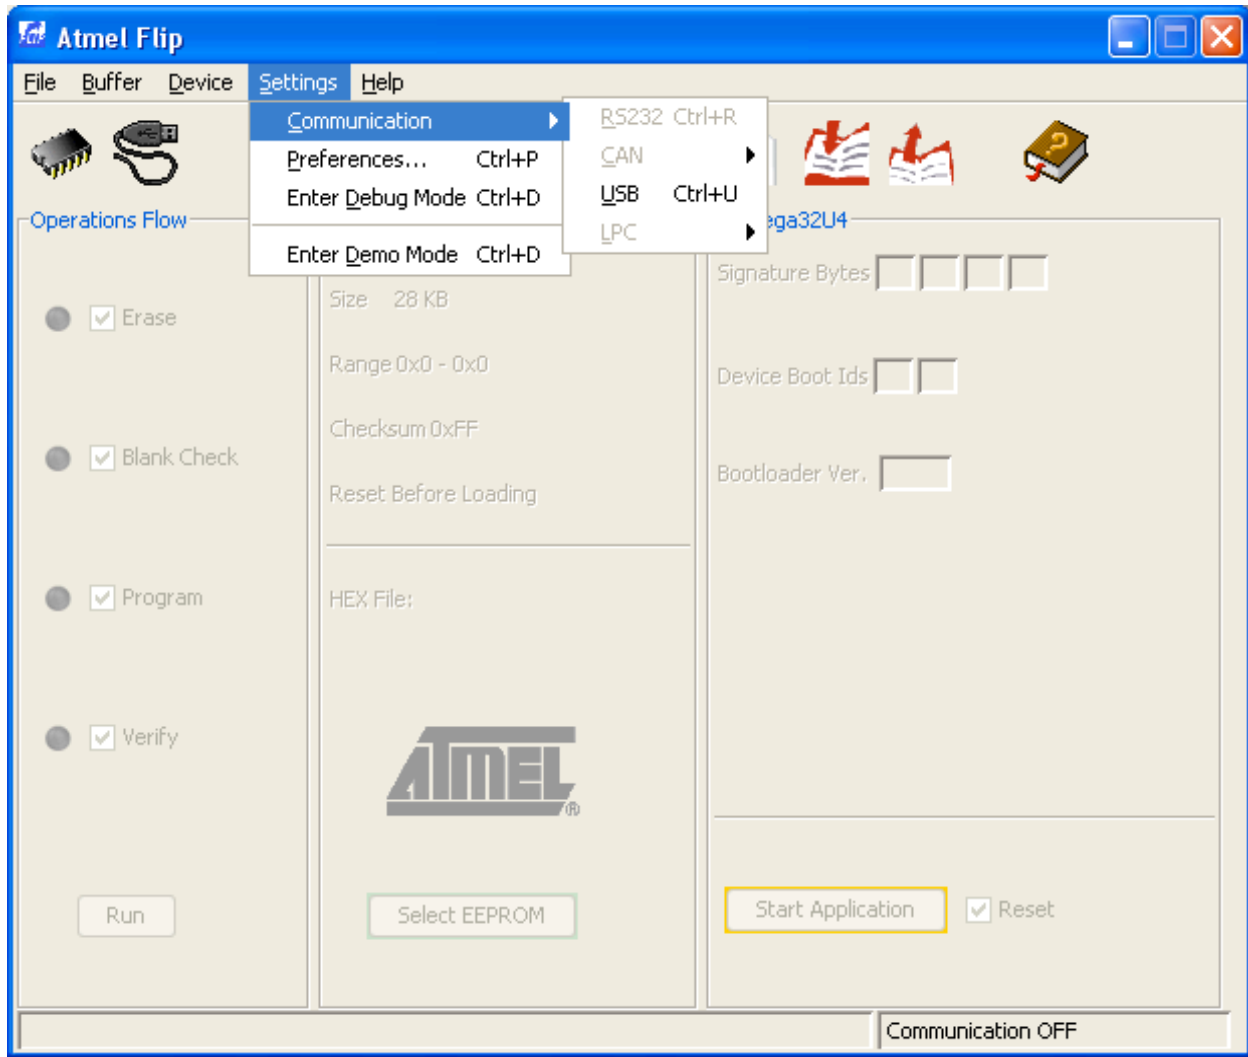 Atmel Flip
File Buffer Device Settings Help
Communication
Preferences... Ctrl+P
Enter Debug Mode Ctrl+D
Enter Demo Mode Ctrl+D
RS232 Ctrl+R
CAN
USB Ctrl+U
LPC
Operations Flow
Erase
Blank Check
Program
Verify
Run
Size 28 KB
Range 0x0 - 0x0
Checksum 0xFF
Reset Before Loading
HEX File:
ATMEL®
Select EEPROM
ega32U4
Signature Bytes
Device Boot Ids
Bootloader Ver.
Start Application Reset
Communication OFF